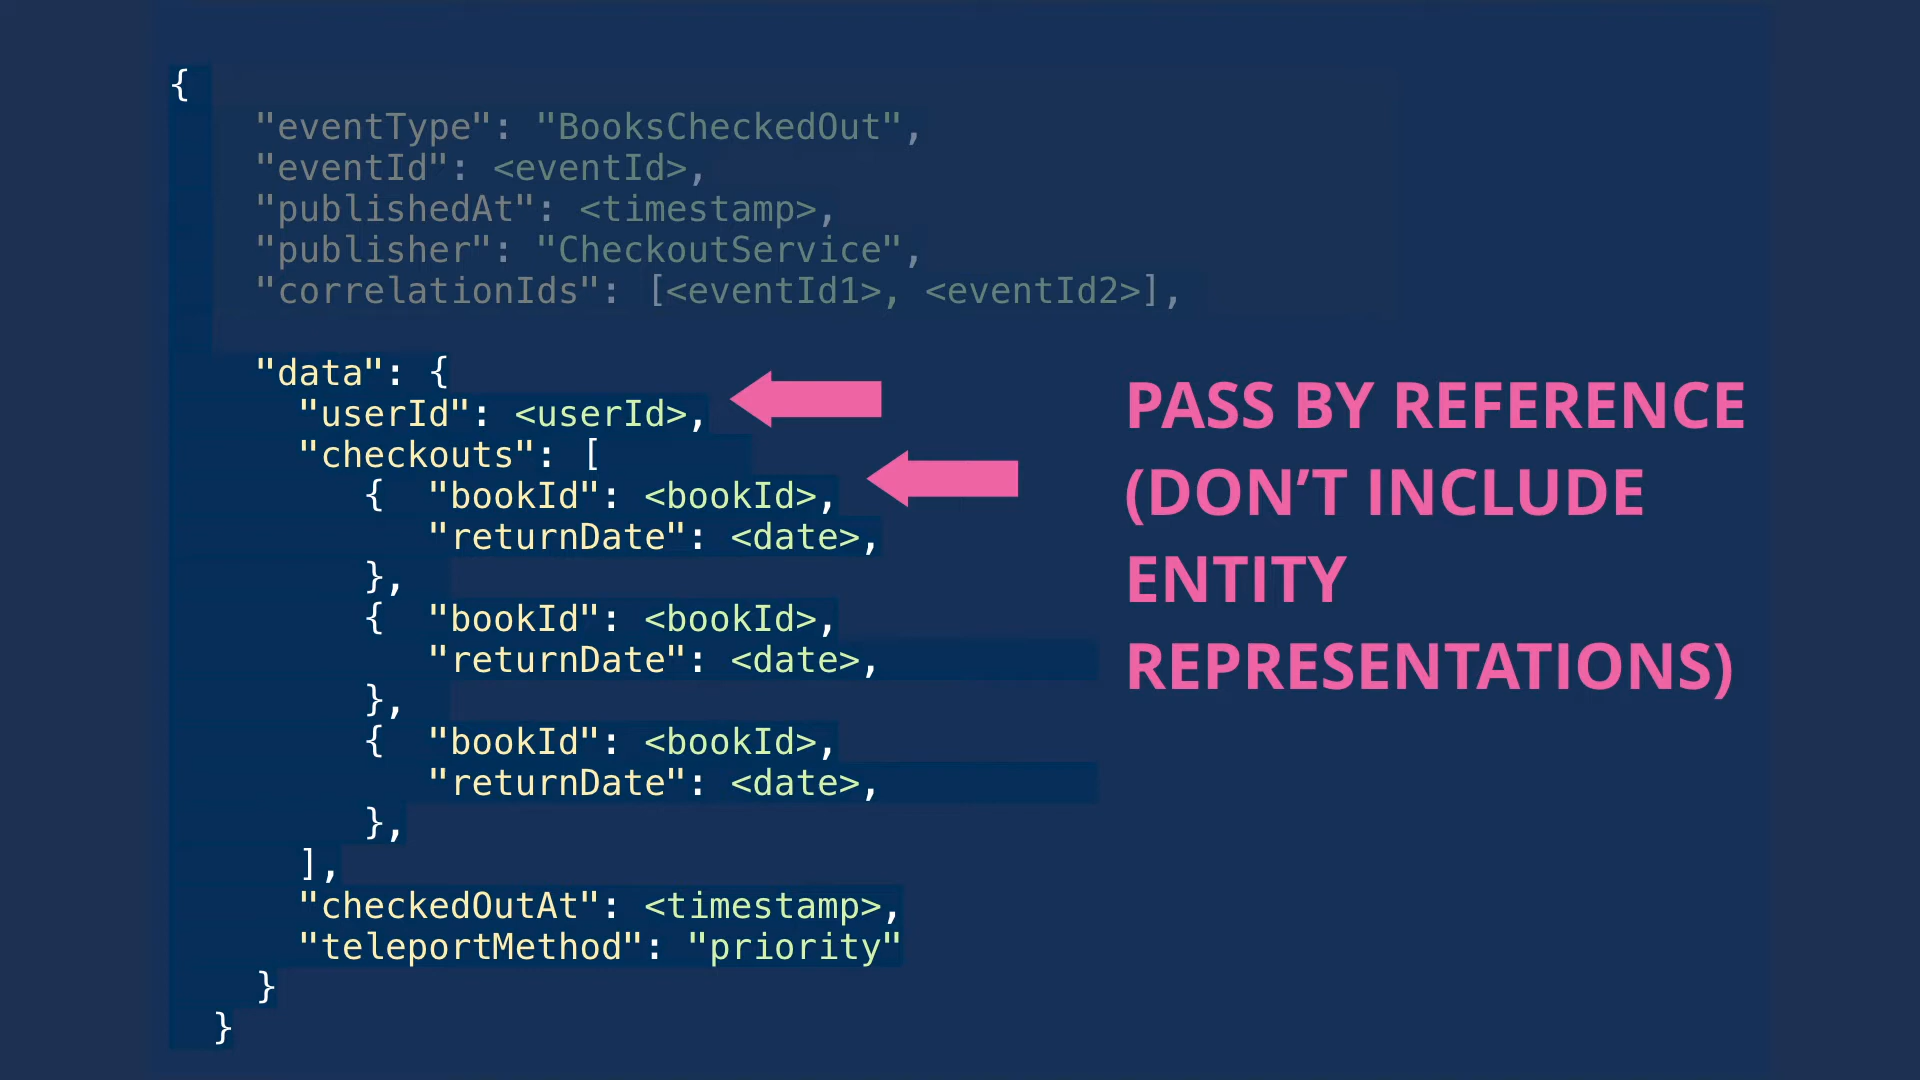 {
"eventType": "BooksCheckedOut",
"eventId": <eventId>,
"publishedAt": <timestamp>,
"publisher": "CheckoutService",
"correlationIds": [<eventId1>, <eventId2>],
"data": {
"userId": <userId>,
"checkouts": [
{ "bookId": <bookId>,
"returnDate": <date>,
},
{ "bookId": <bookId>,
"returnDate": <date>,
},
{ "bookId": <bookId>,
"returnDate": <date>,
},
],
"checkedOutAt": <timestamp>,
"teleportMethod": "priority"
}
}
PASS BY REFERENCE
(DON’T INCLUDE
ENTITY
REPRESENTATIONS)